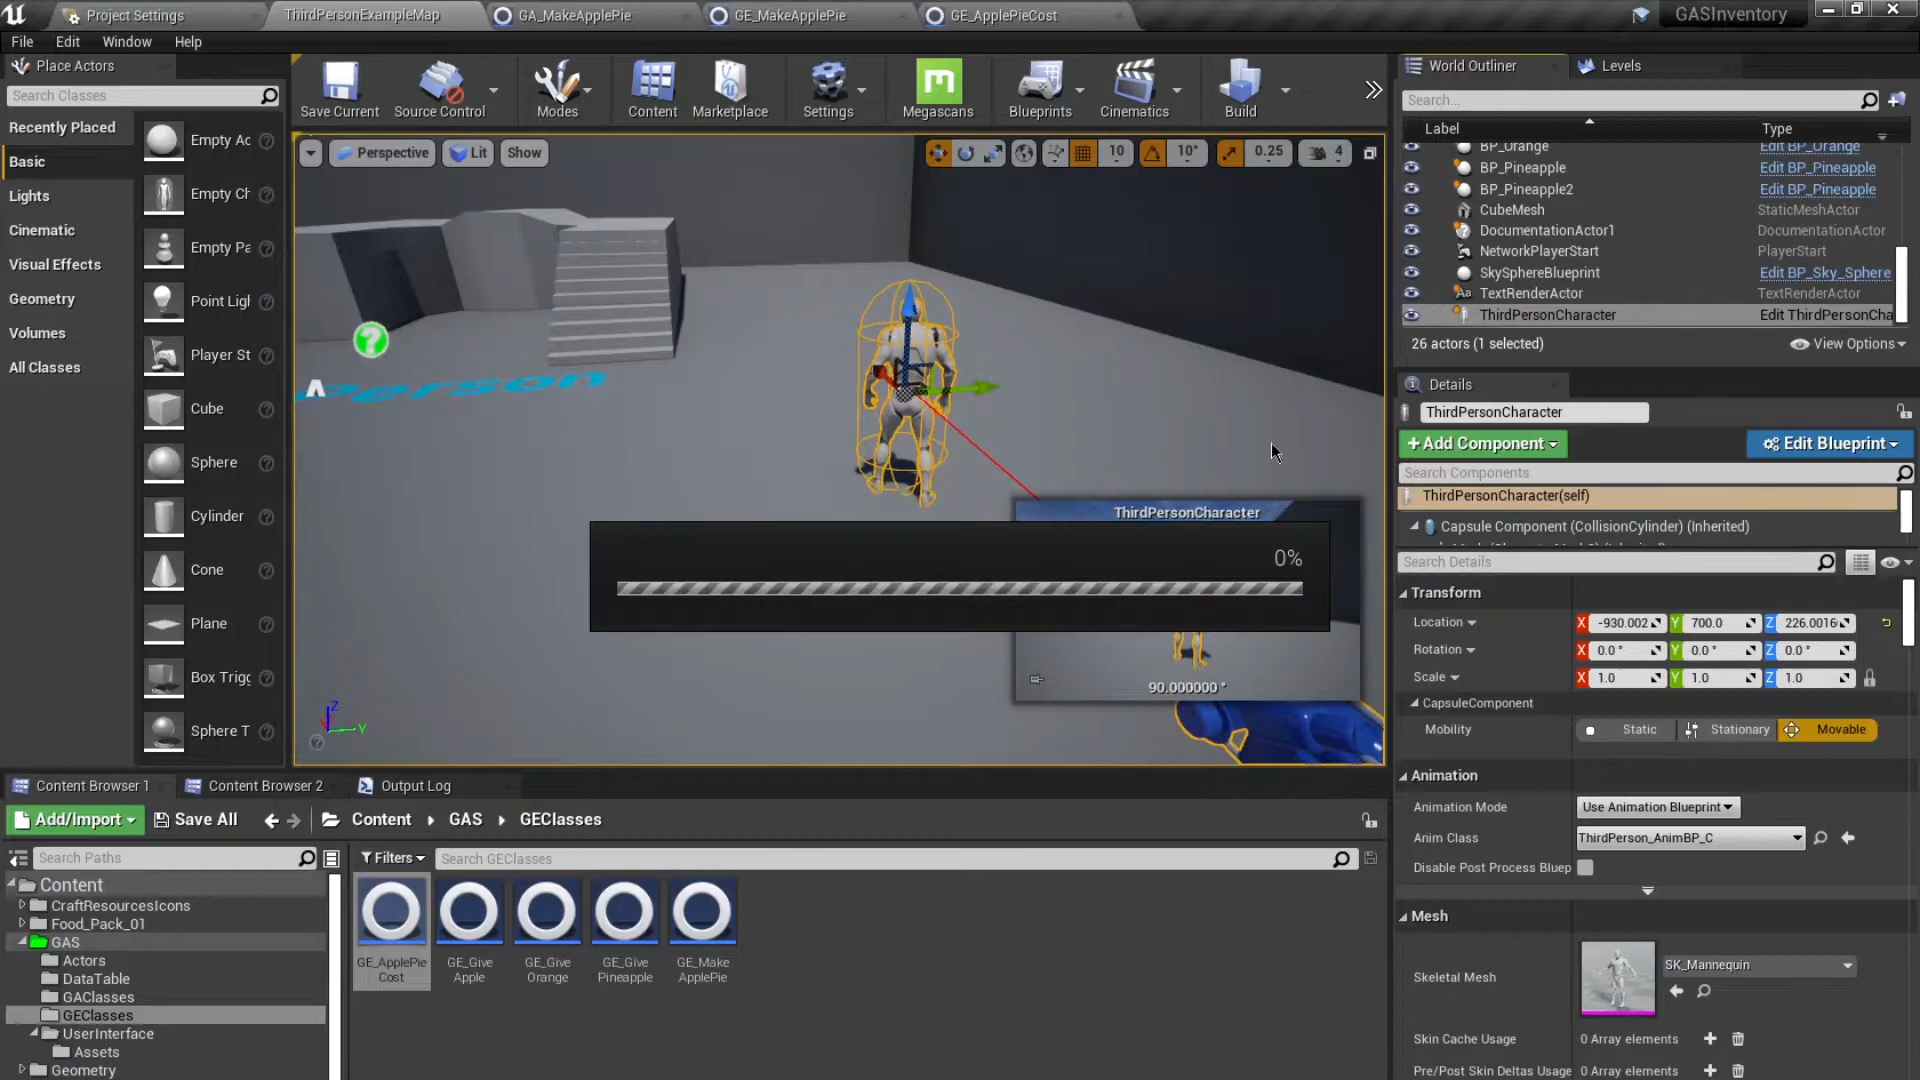 Project Settings
ThirdPersonExampleMap
GA_MakeApplePie
GE_MakeApplePie
GE_ApplePieCost
GASInventory
File
Edit
Window
Help
Place Actors
Search Classes
Recently Placed
Basic
Lights
Cinematic
Visual Effects
Geometry
Volumes
All Classes
Empty Ac
Empty Ch
Empty Pa
Point Ligl
Player St
Cube
Sphere
Cylinder
Cone
Plane
Box Trigg
Sphere T
Save Current
Source Control
Modes
Content
Marketplace
Settings
Megascans
Blueprints
Cinematics
Build
Perspective
Lit
Show
10
10°
0.25
4
Person
ThirdPersonCharacter
0%
90.000000 °
Z
Y
World Outliner
Levels
Search...
Label
Type
BP_Orange
Edit BP_Orange
BP_Pineapple
Edit BP_Pineapple
BP_Pineapple2
Edit BP_Pineapple
CubeMesh
StaticMeshActor
DocumentationActor1
DocumentationActor
NetworkPlayerStart
PlayerStart
SkySphereBlueprint
Edit BP_Sky_Sphere
TextRenderActor
TextRenderActor
ThirdPersonCharacter
Edit ThirdPersonCha
26 actors (1 selected)
View Options
Details
ThirdPersonCharacter
+Add Component
Edit Blueprint
Search Components
ThirdPersonCharacter(self)
Capsule Component (CollisionCylinder) (Inherited)
Search Details
Transform
Location
X -930.002 Y 700.0 Z 226.0016
Rotation
X 0.0 ° Y 0.0 ° Z 0.0 °
Scale
X 1.0 Y 1.0 Z 1.0
CapsuleComponent
Mobility
Static
Stationary
Movable
Animation
Animation Mode
Use Animation Blueprint
Anim Class
ThirdPerson_AnimBP_C
Disable Post Process Bluep
Mesh
Skeletal Mesh
SK_Mannequin
Skin Cache Usage
0 Array elements
Pre/Post Skin Deltas Usage
0 Array elements
Content Browser 1
Content Browser 2
Output Log
Add/Import
Save All
Content
GAS
GEClasses
Search Paths
Filters
Search GEClasses
Content
CraftResourcesIcons
Food_Pack_01
GAS
Actors
DataTable
GAClasses
GEClasses
UserInterface
Assets
Geometry
GE_ApplePie
Cost
GE_Give
Apple
GE_Give
Orange
GE_Give
Pineapple
GE_Make
ApplePie